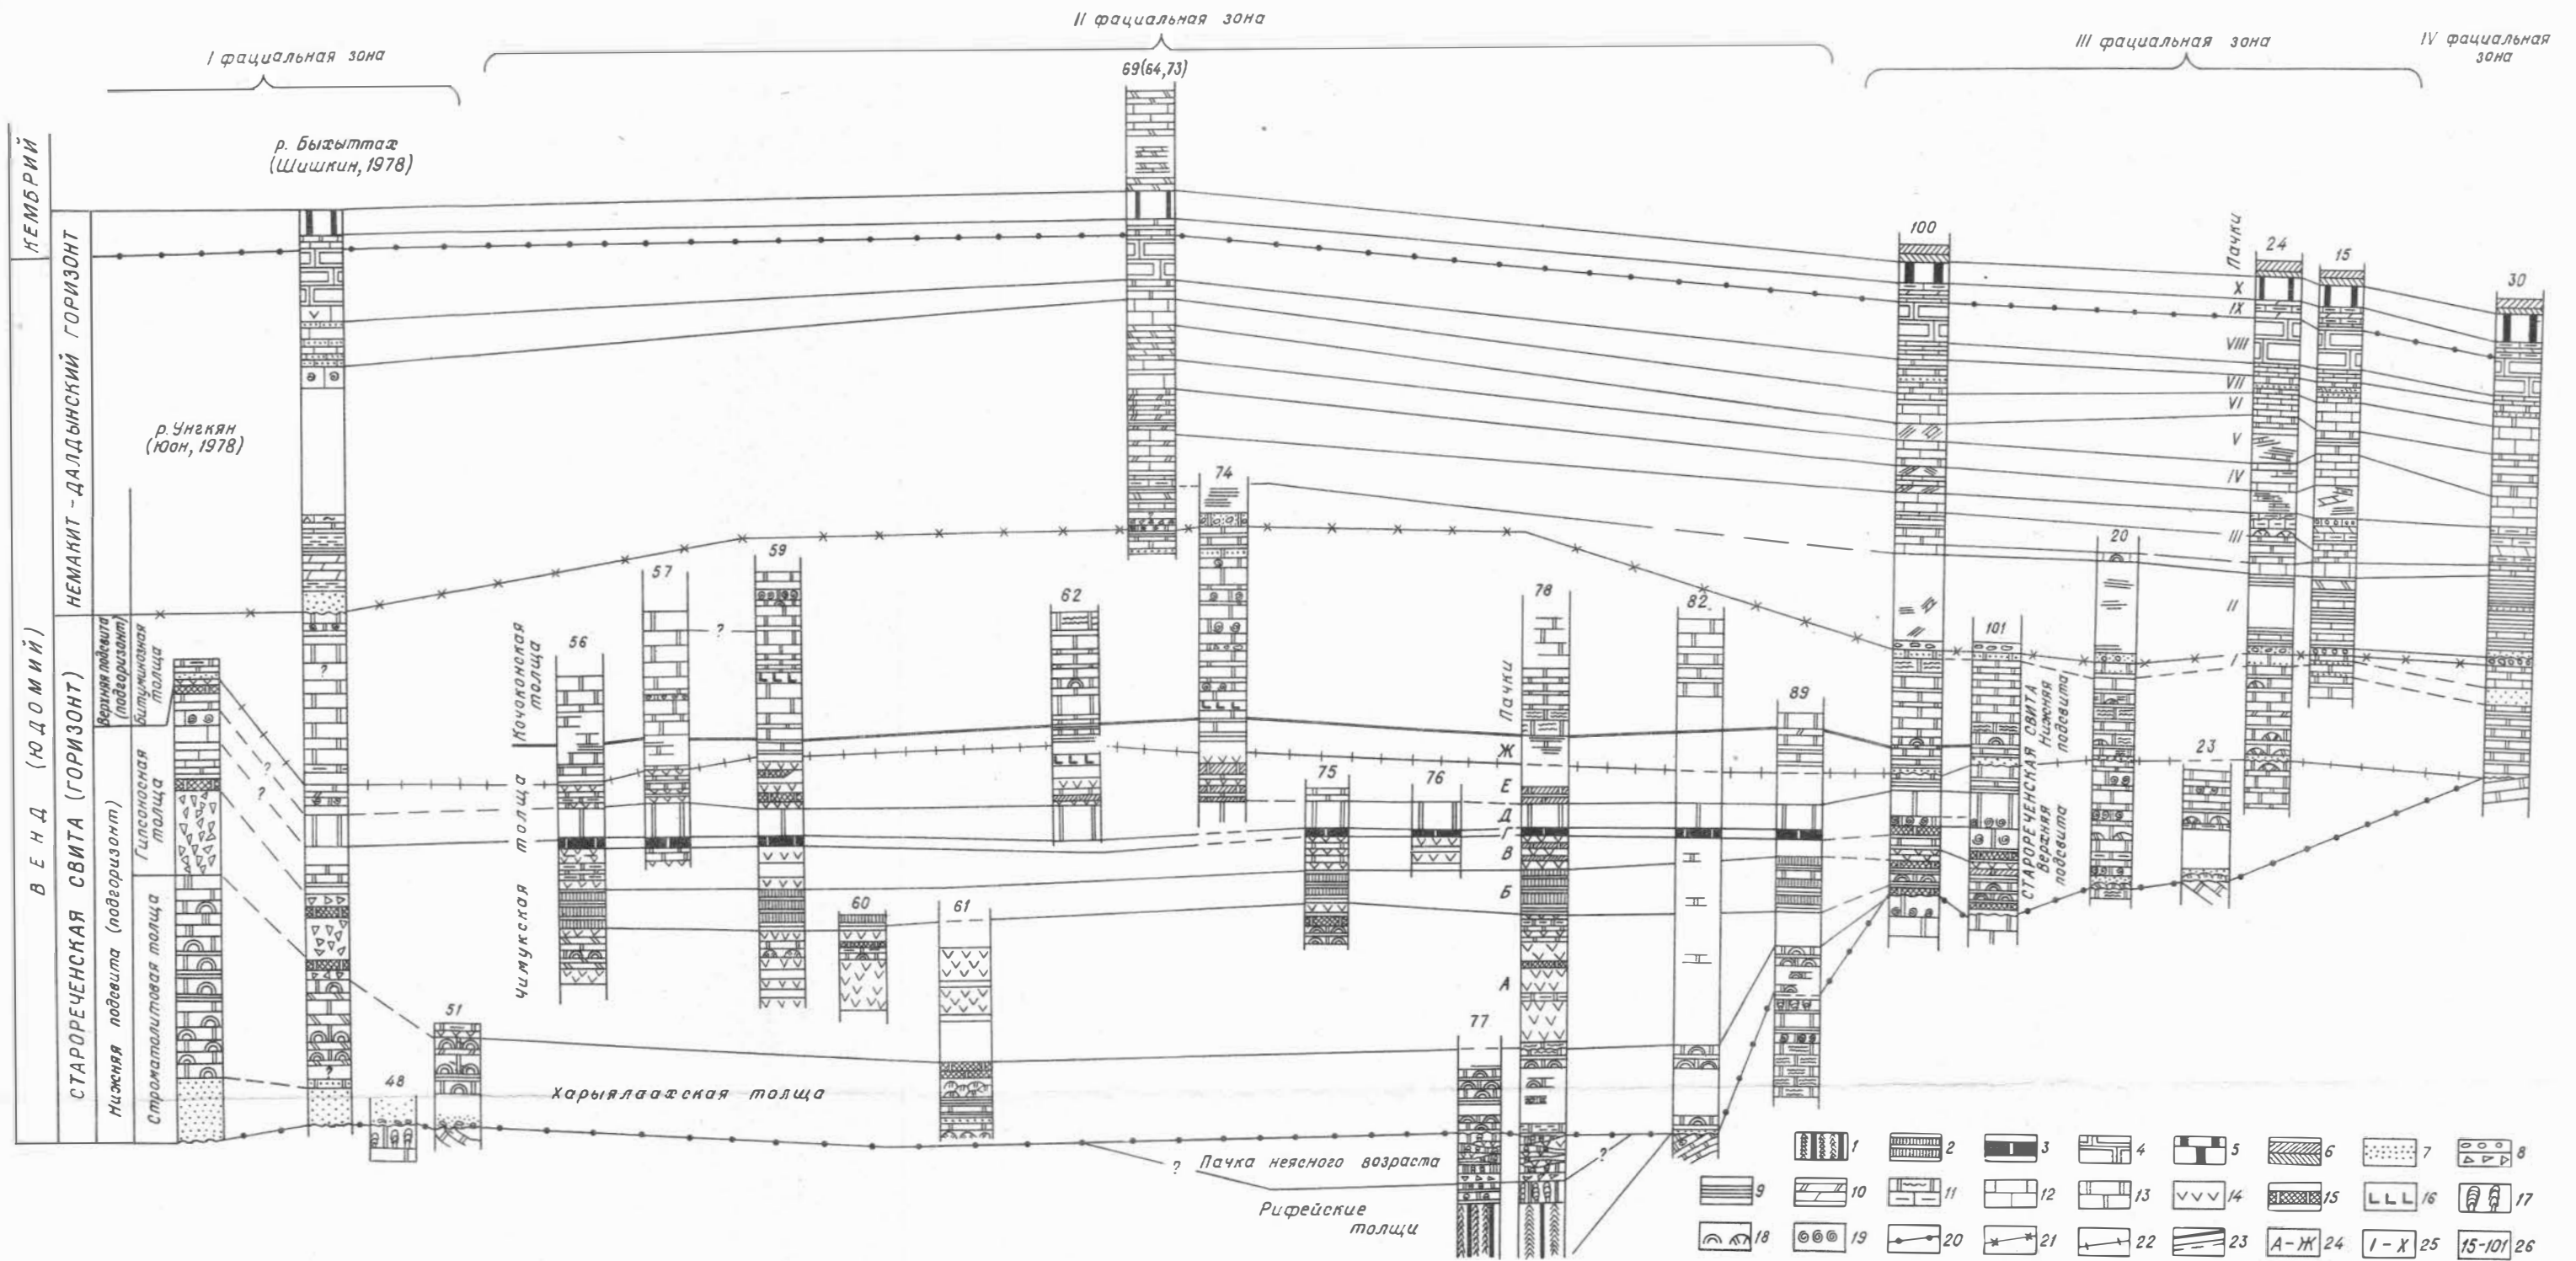 II фациальная зона
I фациальная зона
III фациальная зона
IV фациальная
зона
69(64,73)
р. Быхыттах
(Шишкин, 1978)
р. Унгкян
(Юон, 1978)
КЕМБРИЙ
ВЕНД (ЮДОМИЙ)
НЕМАКИТ-ДАЛДЫНСКИЙ ГОРИЗОНТ
СТАРОРЕЧЕНСКАЯ СВИТА (ГОРИЗОНТ)
Верхняя подсвита
(подгоризонт)
Битуминозная
толща
Нижняя подсвита (подгоризонт)
Гипсоносная
толща
Строматолитовая толща
100
24
15
30
Пачки
X
IX
VIII
VII
VI
V
IV
III
II
I
74
20
57
59
62
78
82
101
56
89
23
75
76
60
61
77
48
51
?
?
?
?
?
Кочоконская
толща
Чимукская толща
Пачки
Ж
Е
Д
Г
В
Б
А
СТАРОРЕЧЕНСКАЯ СВИТА
Нижняя
подсвита
Верхняя
подсвита
Харыялаахская толща
? Пачка неясного возраста ?
Рифейские
толщи
1 2 3 4 5 6 7 8
9 10 11 12 13 14 15 16 17
18 19 20 21 22 23 А-Ж 24 I-X 25 15-101 26